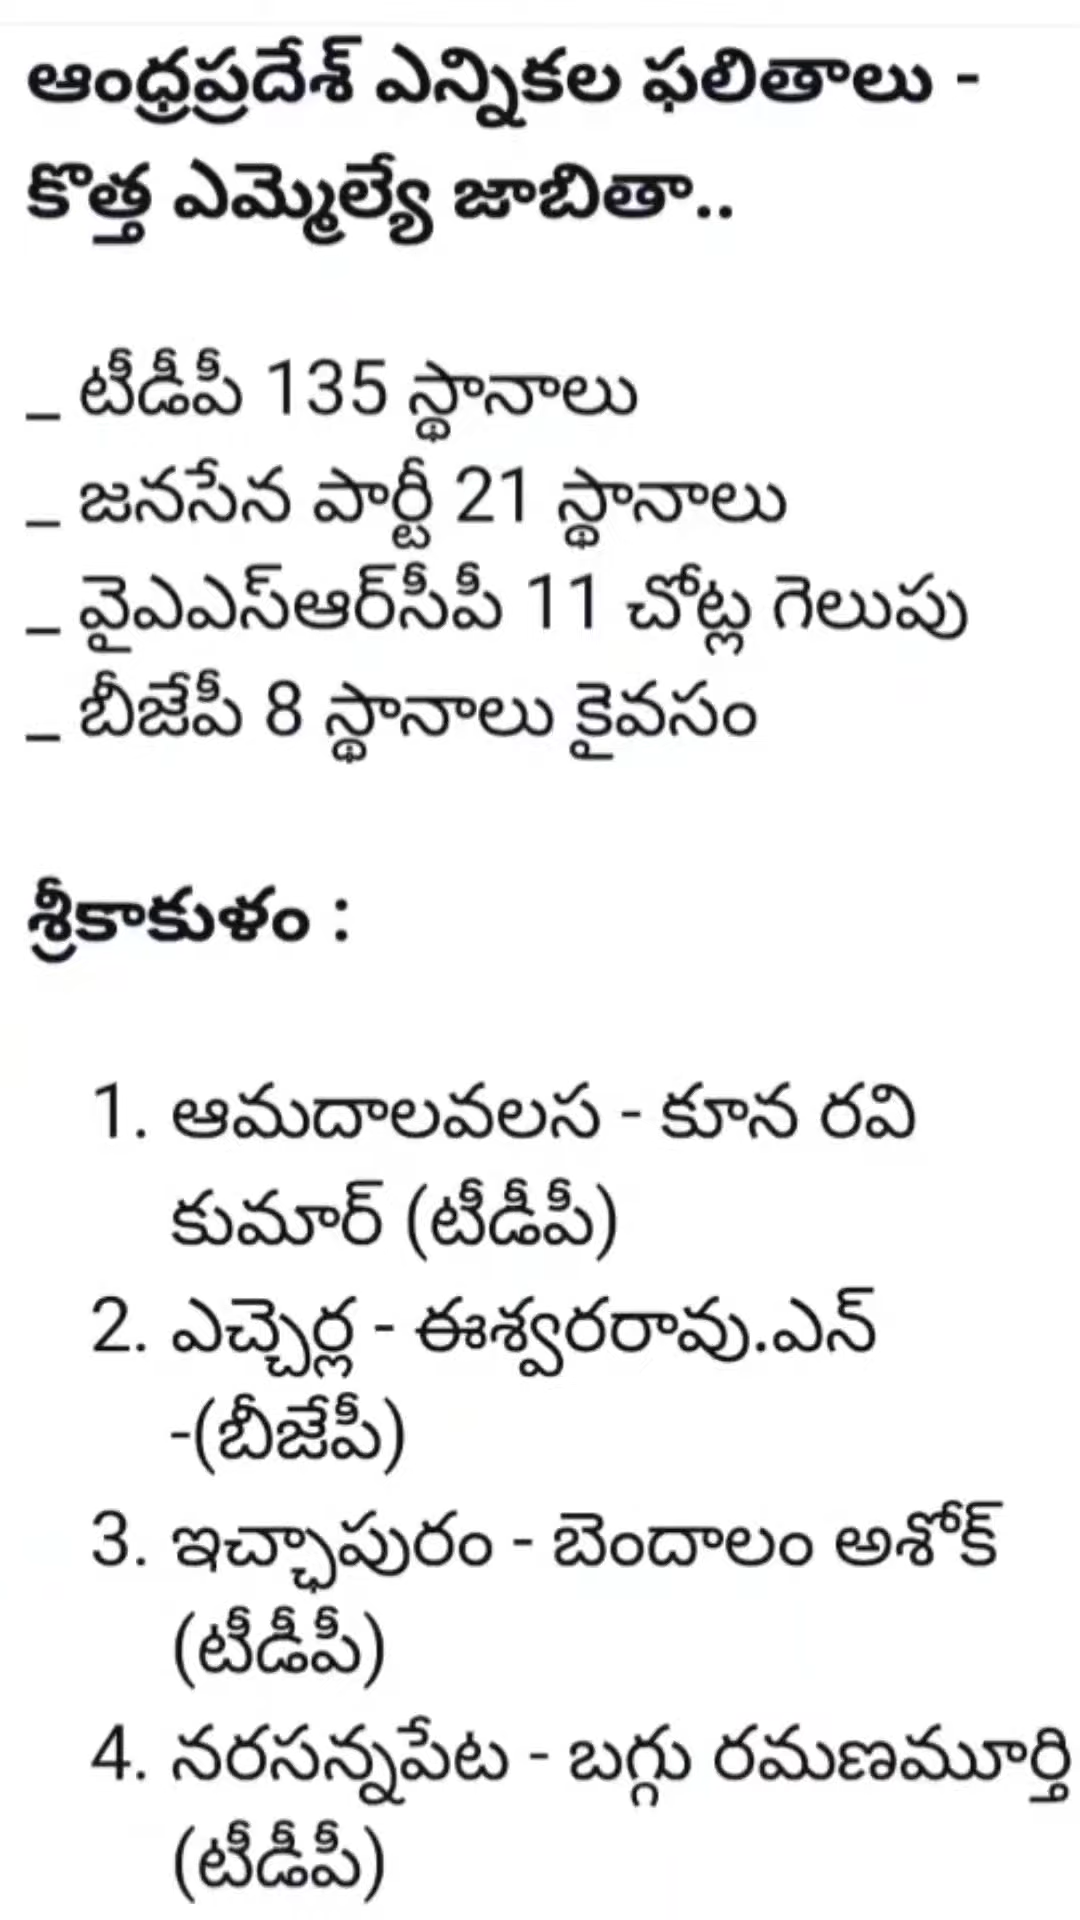 ఆంధ్రప్రదేశ్ ఎన్నికల ఫలితాలు -
కొత్త ఎమ్మెల్యే జాబితా..
_ టీడీపీ 135 స్థానాలు
_ జనసేన పార్టీ 21 స్థానాలు
_ వైఎఎస్ఆర్‌సీపీ 11 చోట్ల గెలుపు
_ బీజేపీ 8 స్థానాలు కైవసం
శ్రీకాకుళం :
1. ఆమదాలవలస - కూన రవి
కుమార్ (టీడీపీ)
2. ఎచ్చెర్ల - ఈశ్వరరావు.ఎన్
-(బీజేపీ)
3. ఇచ్ఛాపురం - బెందాలం అశోక్
(టీడీపీ)
4. నరసన్నపేట - బగ్గు రమణమూర్తి
(టీడీపీ)